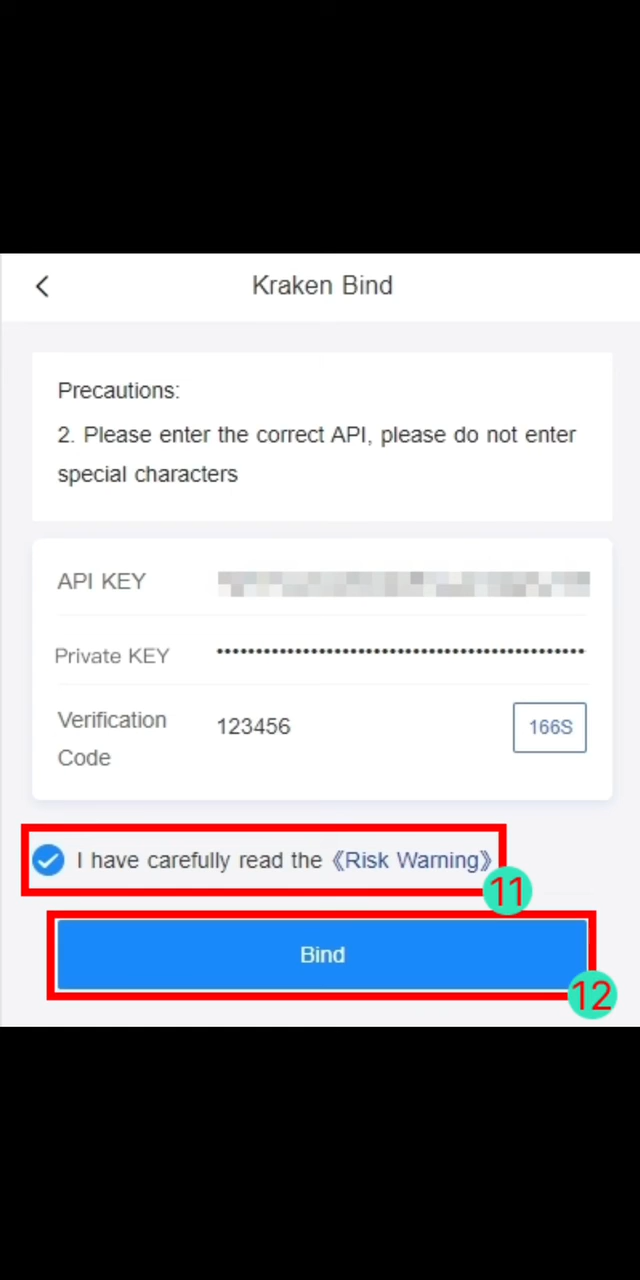 Kraken Bind
Precautions:
2. Please enter the correct API, please do not enter
special characters
API KEY
Private KEY
Verification
Code
123456
166S
I have carefully read the 《Risk Warning》
11
Bind
12